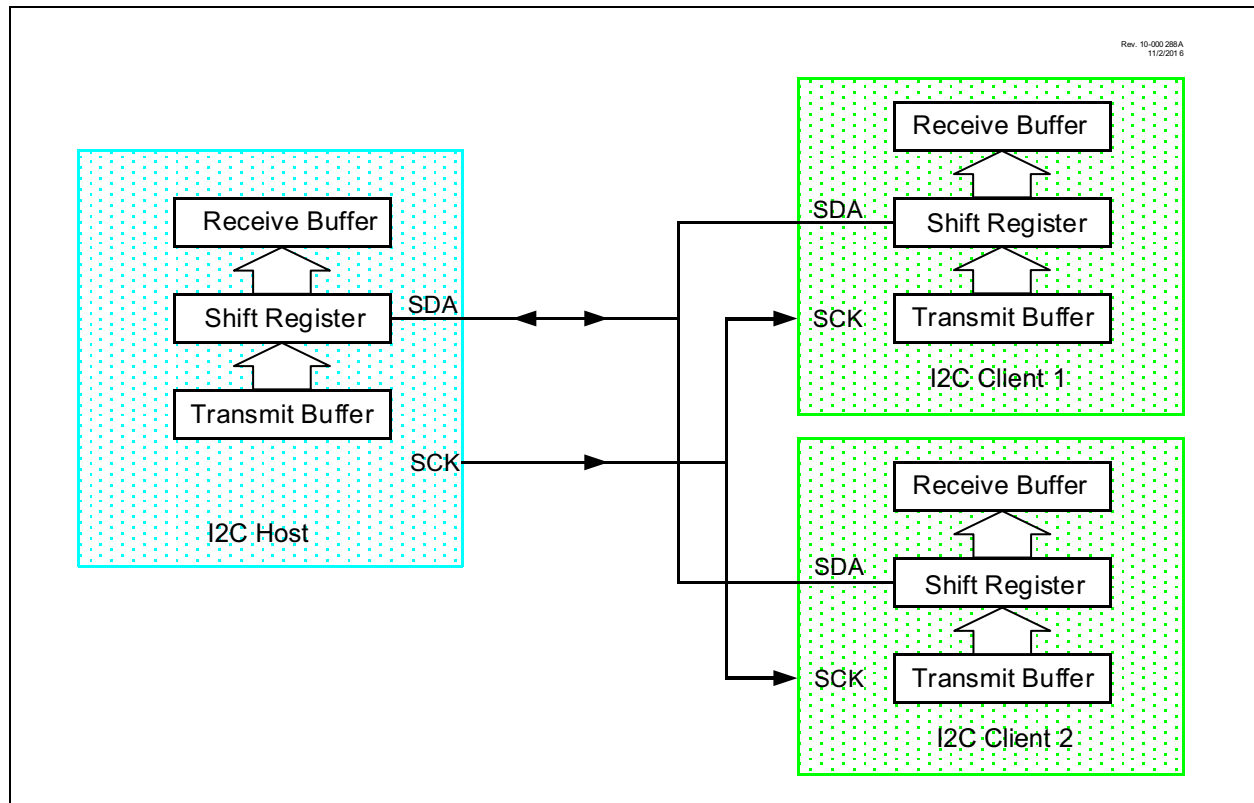 Rev. 10-000 288A
11/2/201 6
Receive Buffer
SDA
Shift Register
SCK
Transmit Buffer
I2C Client 1
Receive Buffer
SDA
Shift Register
Transmit Buffer
SCK
I2C Host
Receive Buffer
SDA
Shift Register
SCK
Transmit Buffer
I2C Client 2